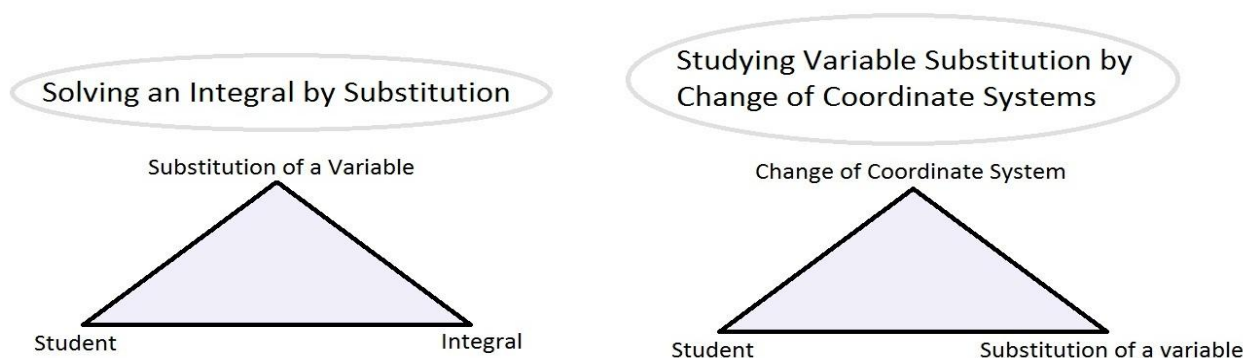 Solving an Integral by Substitution
Substitution of a Variable
Student
Integral
Studying Variable Substitution by
Change of Coordinate Systems
Change of Coordinate System
Student
Substitution of a variable